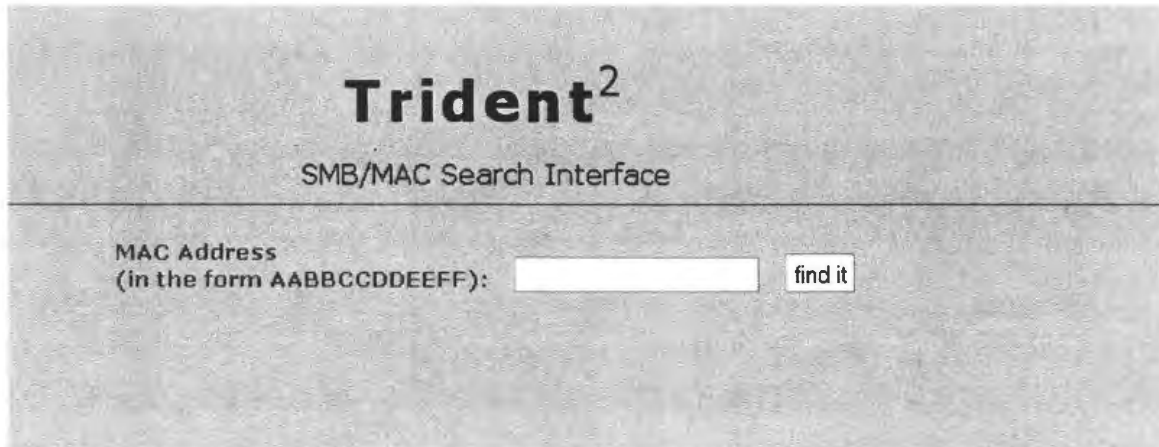 Trident²
SMB/MAC Search Interface
MAC Address
(in the form AABBCCDDEEFF):
find it